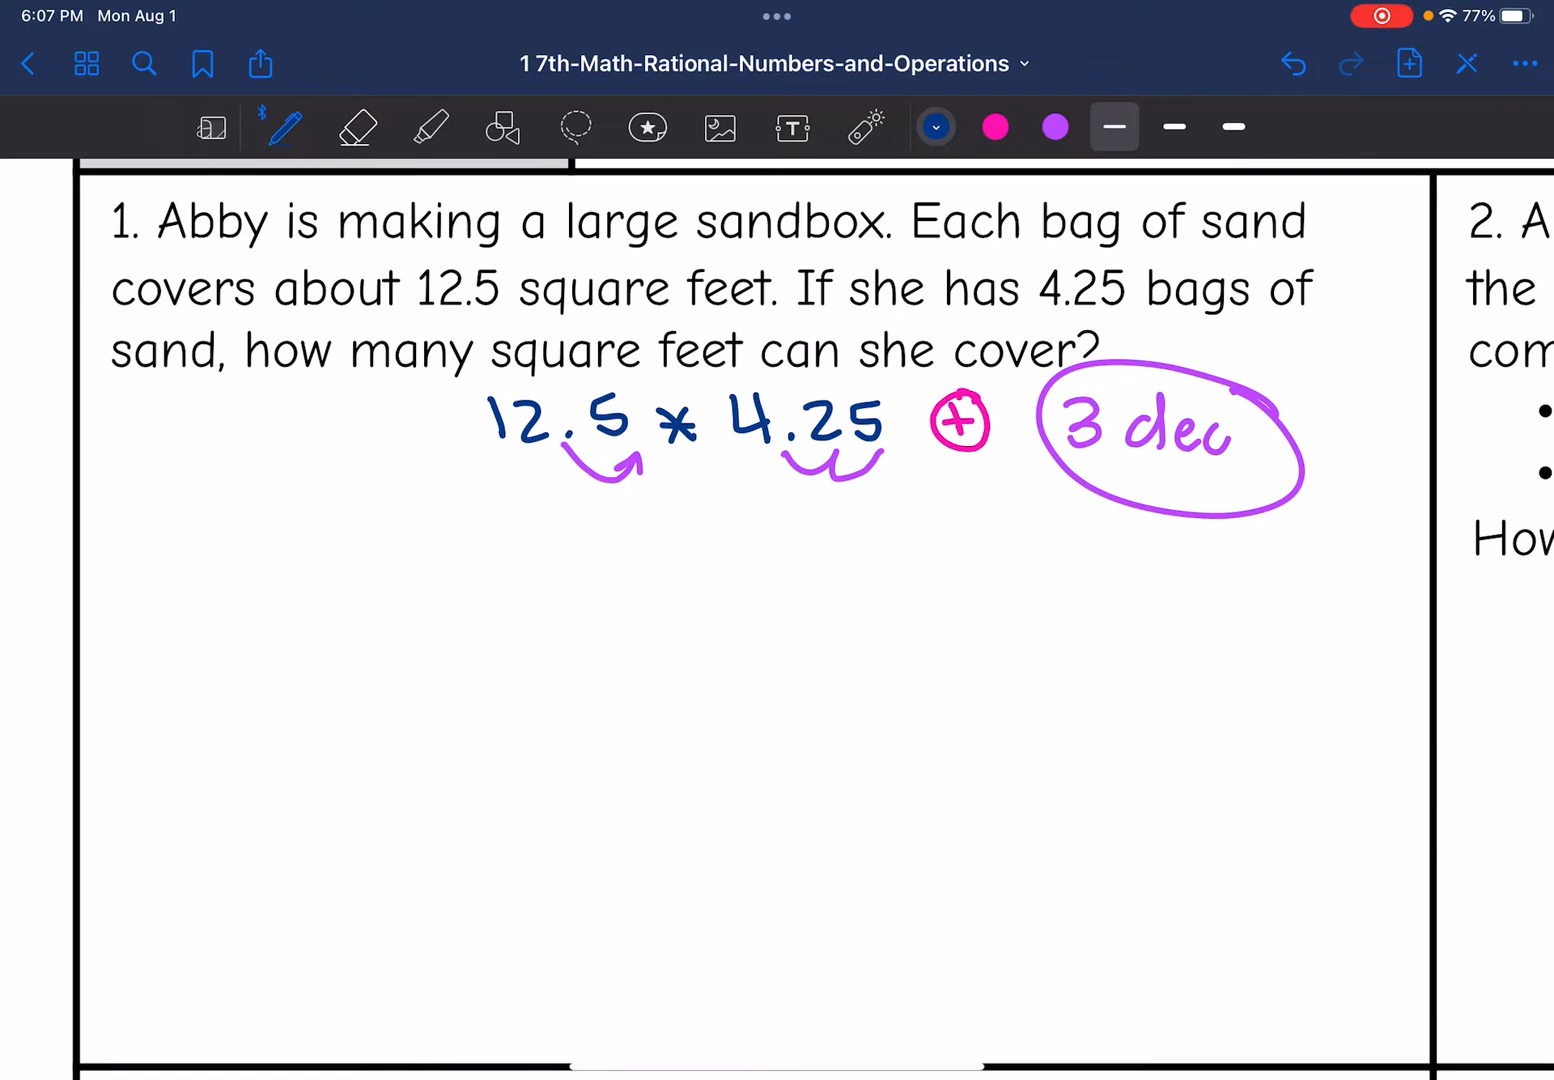 6:07 PM Mon Aug 1
77%
1 7th-Math-Rational-Numbers-and-Operations
T
1. Abby is making a large sandbox. Each bag of sand
covers about 12.5 square feet. If she has 4.25 bags of
sand, how many square feet can she cover?
12.5 * 4.25 + 3 dec
2. A
the
com
•
•
How